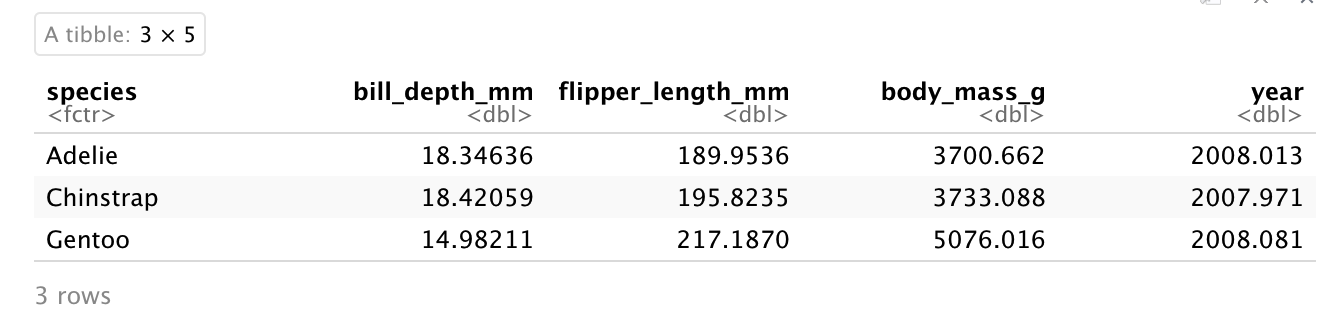 A tibble: 3 × 5
species bill_depth_mm flipper_length_mm body_mass_g year
<fctr> <dbl> <dbl> <dbl> <dbl>
Adelie 18.34636 189.9536 3700.662 2008.013
Chinstrap 18.42059 195.8235 3733.088 2007.971
Gentoo 14.98211 217.1870 5076.016 2008.081
3 rows